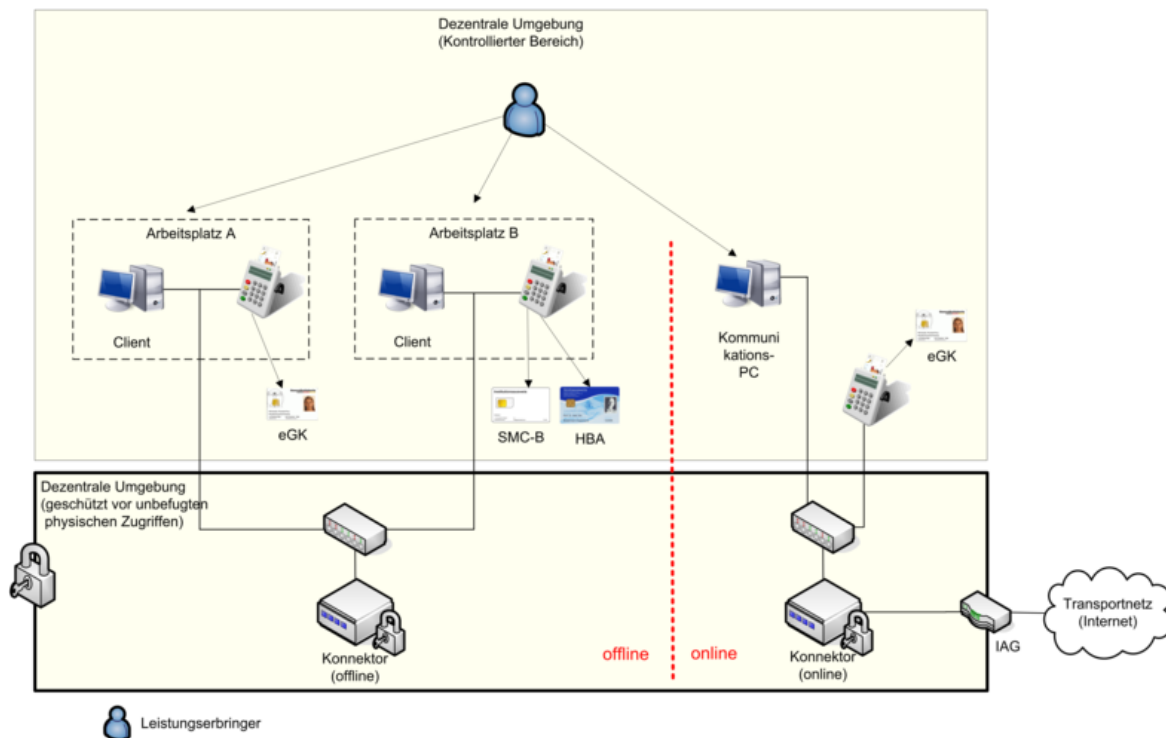 Dezentrale Umgebung
(Kontrollierter Bereich)
Arbeitsplatz A
Arbeitsplatz B
Client
Client
Kommuni
kations-
PC
eGK
eGK
SMC-B
HBA
Dezentrale Umgebung
(geschützt vor unbefugten
physischen Zugriffen)
Konnektor
(offline)
offline
online
Konnektor
(online)
IAG
Transportnetz
(Internet)
Leistungserbringer